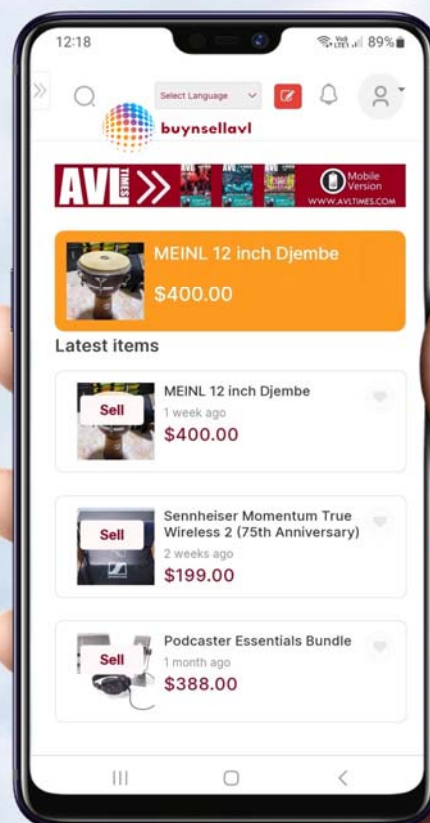 12:18
89%
Select Language
buynsellavl
AVL TIMES
Mobile
Version
WWW.AVLTIMES.COM
MEINL 12 inch Djembe
$400.00
Latest items
Sell
MEINL 12 inch Djembe
1 week ago
$400.00
Sell
Sennheiser Momentum True
Wireless 2 (75th Anniversary)
2 weeks ago
$199.00
Sell
Podcaster Essentials Bundle
1 month ago
$388.00